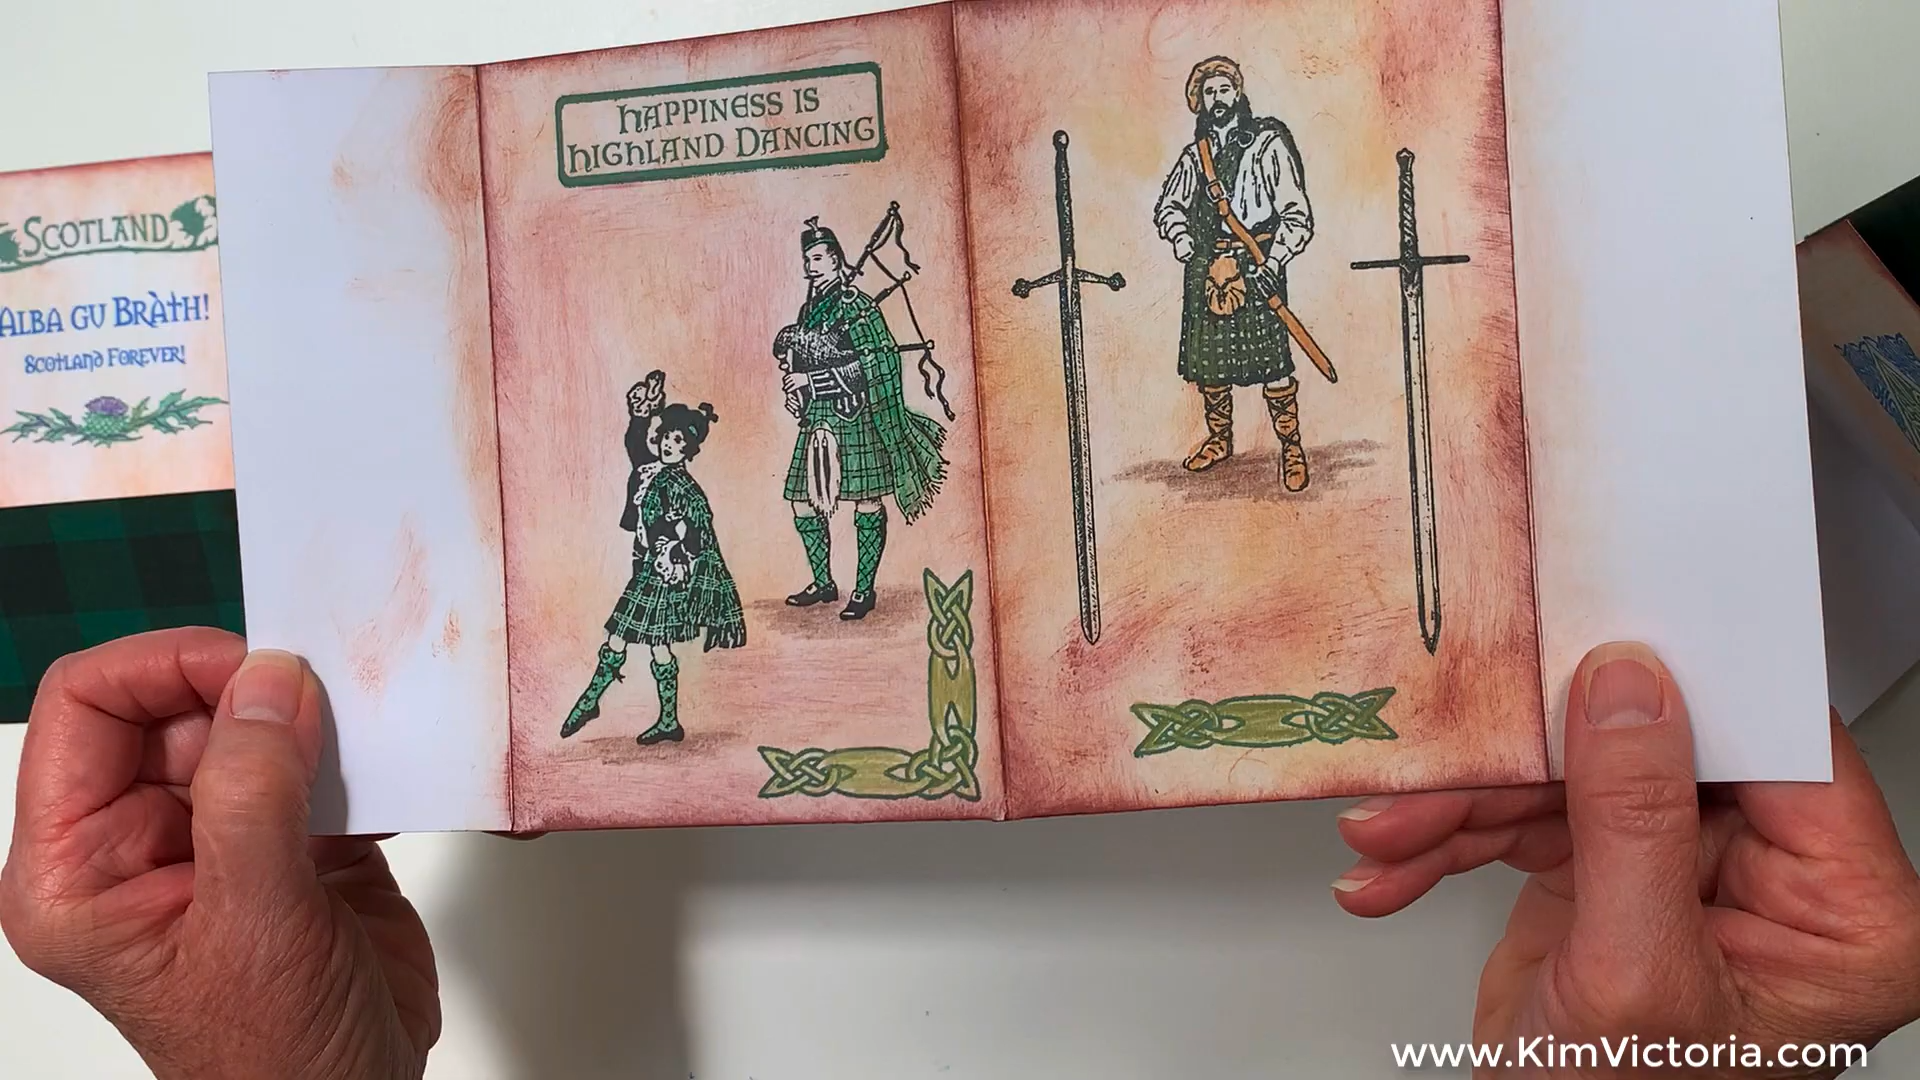 HAPPINESS IS
HIGHLAND DANCING
SCOTLAND
ALBA GU BRÀTH!
SCOTLAND FOREVER!
www.KimVictoria.com